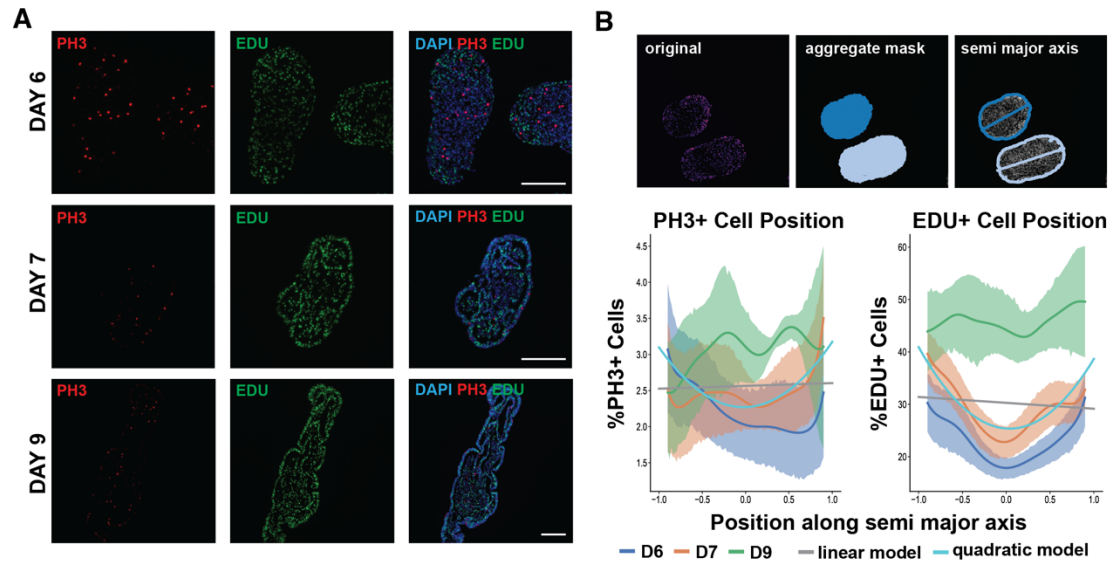 A
DAY 6
PH3
EDU
DAPI PH3 EDU
DAY 7
PH3
EDU
DAPI PH3 EDU
DAY 9
PH3
EDU
DAPI PH3 EDU
B
original
aggregate mask
semi major axis
PH3+ Cell Position
%PH3+ Cells
4.5
4.0
3.5
3.0
2.5
2.0
1.5
−1.0
−0.5
0.0
0.5
1.0
EDU+ Cell Position
%EDU+ Cells
60
50
40
30
20
−1.0
−0.5
0.0
0.5
1.0
Position along semi major axis
D6 D7 D9 linear model quadratic model